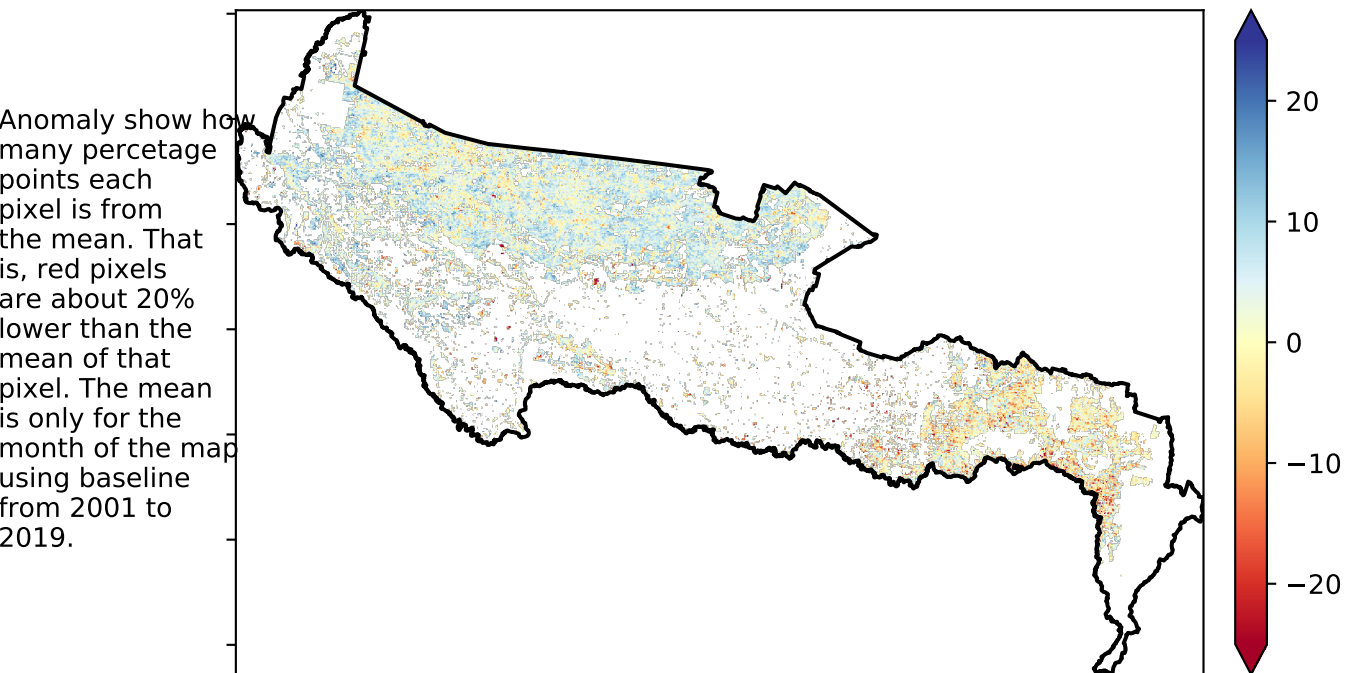 Anomaly show how
many percetage
points each
pixel is from
the mean. That
is, red pixels
are about 20%
lower than the
mean of that
pixel. The mean
is only for the
month of the map
using baseline
from 2001 to
2019.
20
10
0
−10
−20